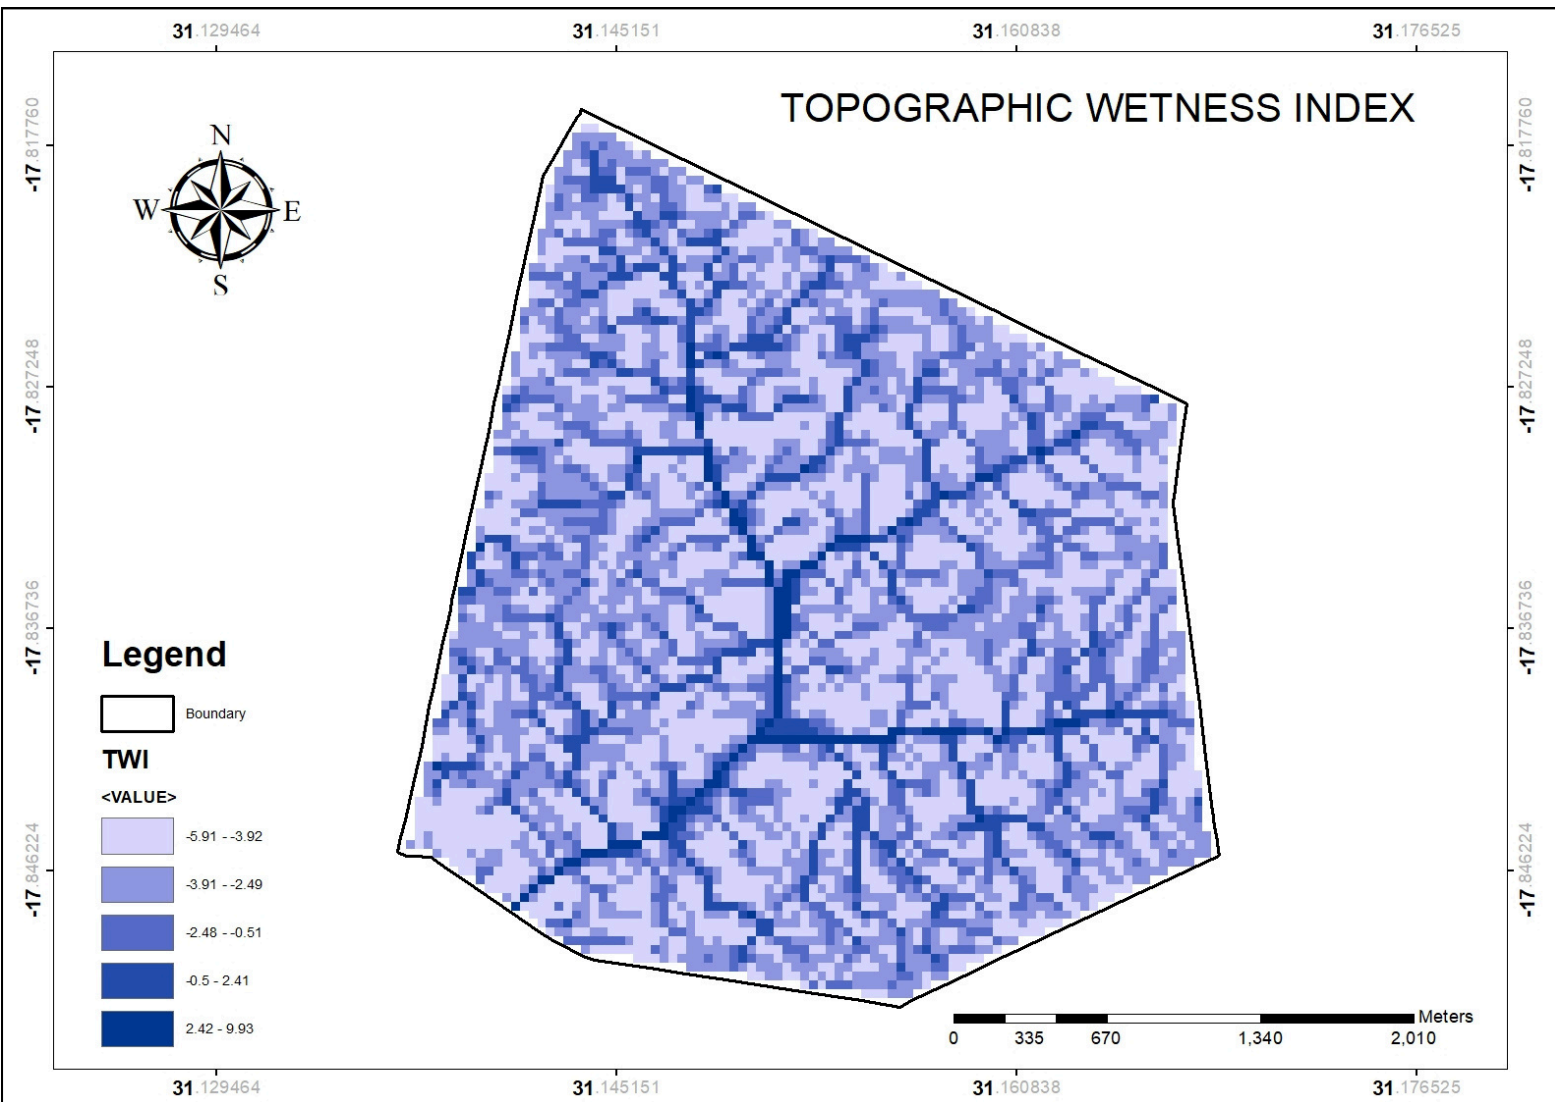 31.129464 31.145151 31.160838 31.176525
TOPOGRAPHIC WETNESS INDEX
-17.817760
-17.817760
N
W E
S
-17.827248
-17.827248
-17.836736
-17.836736
Legend
Boundary
TWI
<VALUE>
-5.91 - -3.92
-3.91 - -2.49
-2.48 - -0.51
-0.5 - 2.41
2.42 - 9.93
-17.846224
-17.846224
Meters
0 335 670 1,340 2,010
31.129464 31.145151 31.160838 31.176525